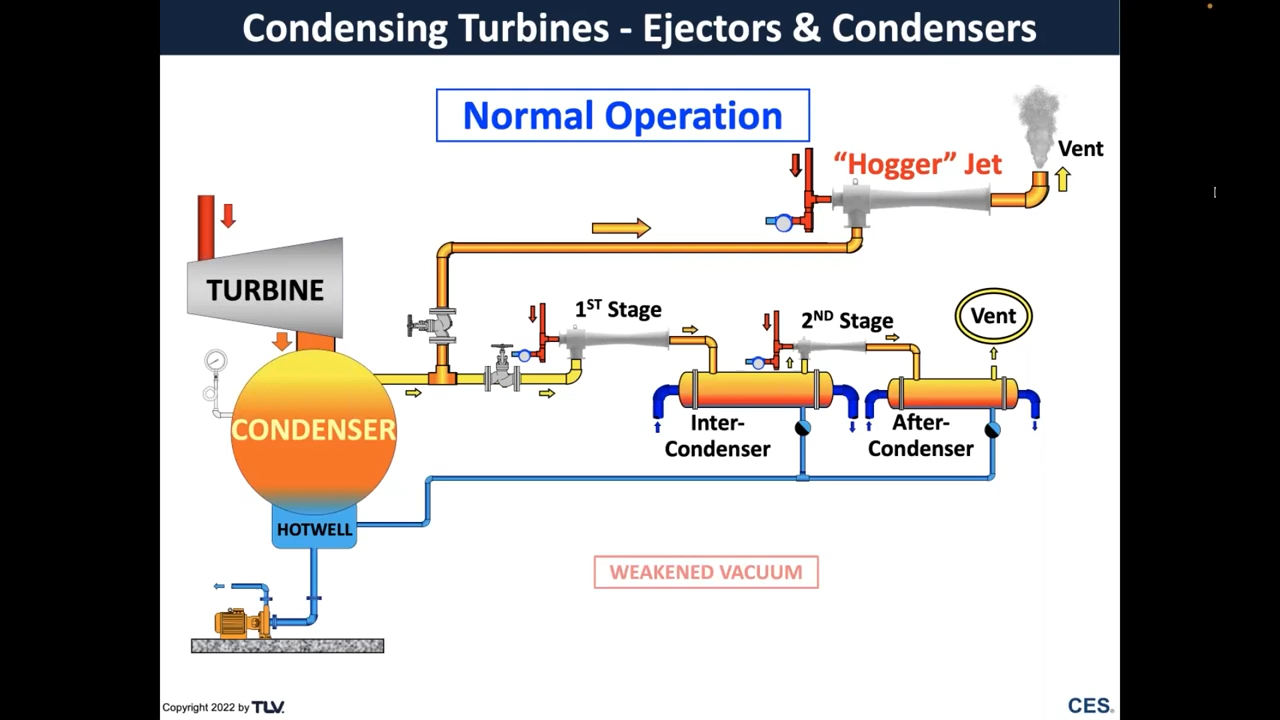 Condensing Turbines - Ejectors & Condensers
Normal Operation
"Hogger" Jet
Vent
TURBINE
1ST Stage
2ND Stage
Vent
CONDENSER
Inter-
Condenser
After-
Condenser
HOTWELL
WEAKENED VACUUM
Copyright 2022 by TLV.
CES®